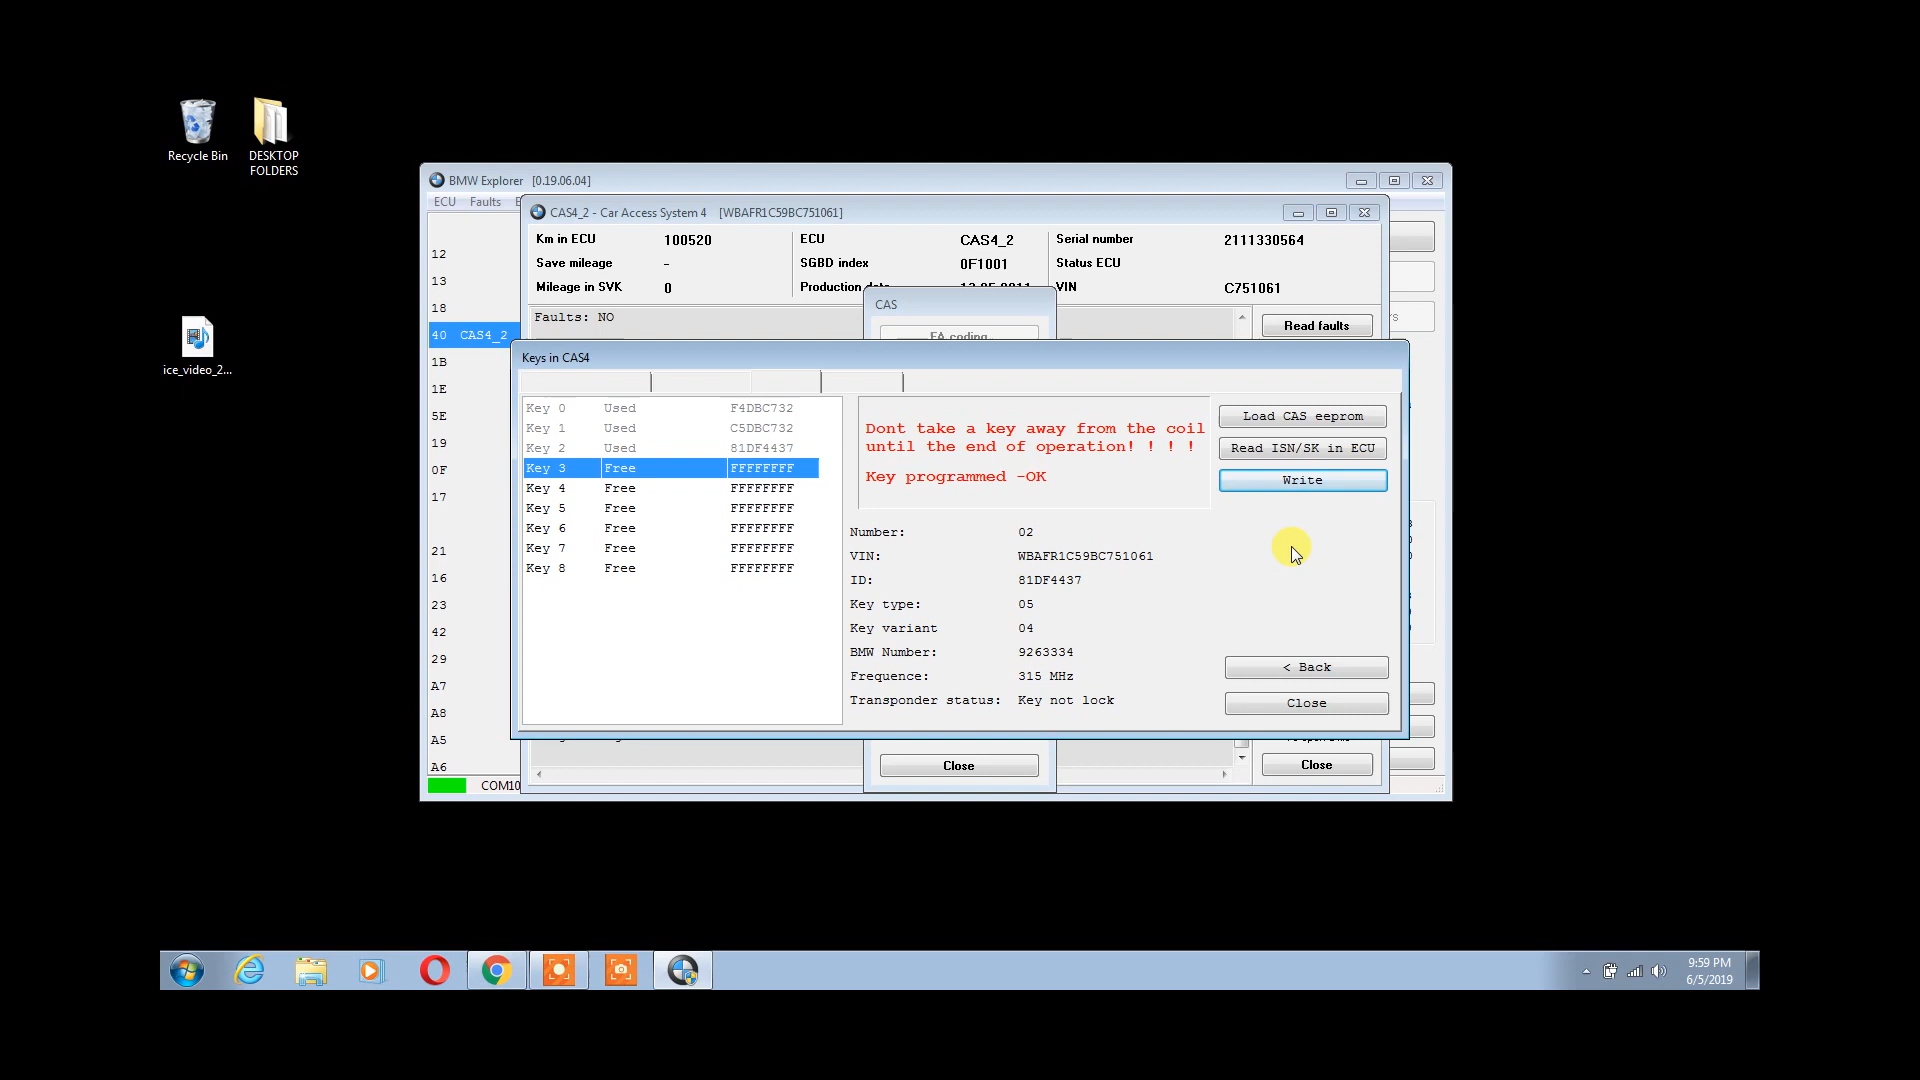 Recycle Bin
DESKTOP
FOLDERS
ice_video_2...
BMW Explorer [0.19.06.04]
ECU Faults
CAS4_2 - Car Access System 4 [WBAFR1C59BC751061]
Km in ECU 100520 ECU CAS4_2 Serial number 2111330564
Save mileage - SGBD index 0F1001 Status ECU
Mileage in SVK 0 Production VIN C751061
12
13
18
40 CAS4_2
1B
1E
5E
19
0F
17
21
16
23
42
29
A7
A8
A5
A6
COM10
Faults: NO
Read faults
CAS
FA coding
Keys in CAS4
Key 0 Used F4DBC732
Key 1 Used C5DBC732
Key 2 Used 81DF4437
Key 3 Free FFFFFFFF
Key 4 Free FFFFFFFF
Key 5 Free FFFFFFFF
Key 6 Free FFFFFFFF
Key 7 Free FFFFFFFF
Key 8 Free FFFFFFFF
Dont take a key away from the coil
until the end of operation! ! ! !
Key programmed -OK
Number: 02
VIN: WBAFR1C59BC751061
ID: 81DF4437
Key type: 05
Key variant 04
BMW Number: 9263334
Frequence: 315 MHz
Transponder status: Key not lock
Load CAS eeprom
Read ISN/SK in ECU
Write
< Back
Close
Close
Close
9:59 PM
6/5/2019